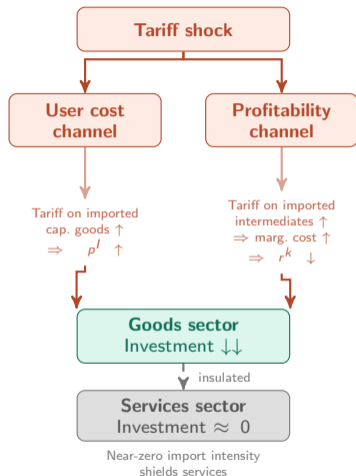 Tariff shock
User cost
channel
Profitability
channel
Tariff on imported
cap. goods ↑
⇒ p^I ↑
Tariff on imported
intermediates ↑
⇒ marg. cost ↑
⇒ r^k ↓
Goods sector
Investment ↓↓
insulated
Services sector
Investment ≈ 0
Near-zero import intensity
shields services